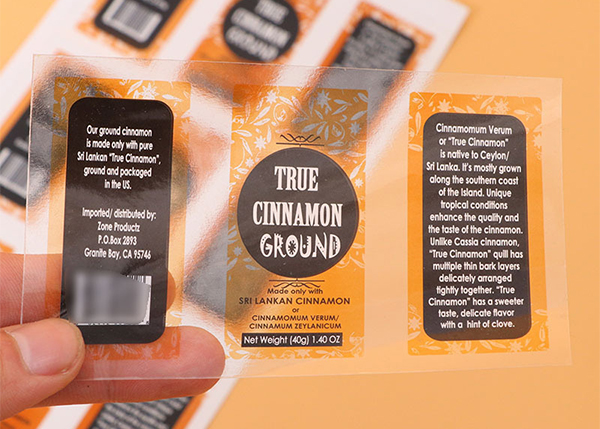 Our ground cinnamon
is made only with pure
Sri Lankan "True Cinnamon",
ground and packaged
in the US.
Imported/ distributed by:
Zone Productz
P.O.Box 2893
Granite Bay, CA 95746
TRUE
CINNAMON
GROUND
Made only with
SRI LANKAN CINNAMON
or
CINNAMOMUM VERUM/
CINNAMUM ZEYLANICUM
Net Weight (40g) 1.40 OZ
Cinnamomum Verum
or "True Cinnamon"
is native to Ceylon/
Sri Lanka. It's mostly grown
along the southern coast
of the Island. Unique
tropical conditions
enhance the quality and
the taste of the cinnamon.
Unlike Cassia cinnamon,
"True Cinnamon" quill has
multiple thin bark layers
delicately arranged
tightly together. "True
Cinnamon" has a sweeter
taste, delicate flavor
with a hint of clove.
TRUE
CINNAMON
GROUND